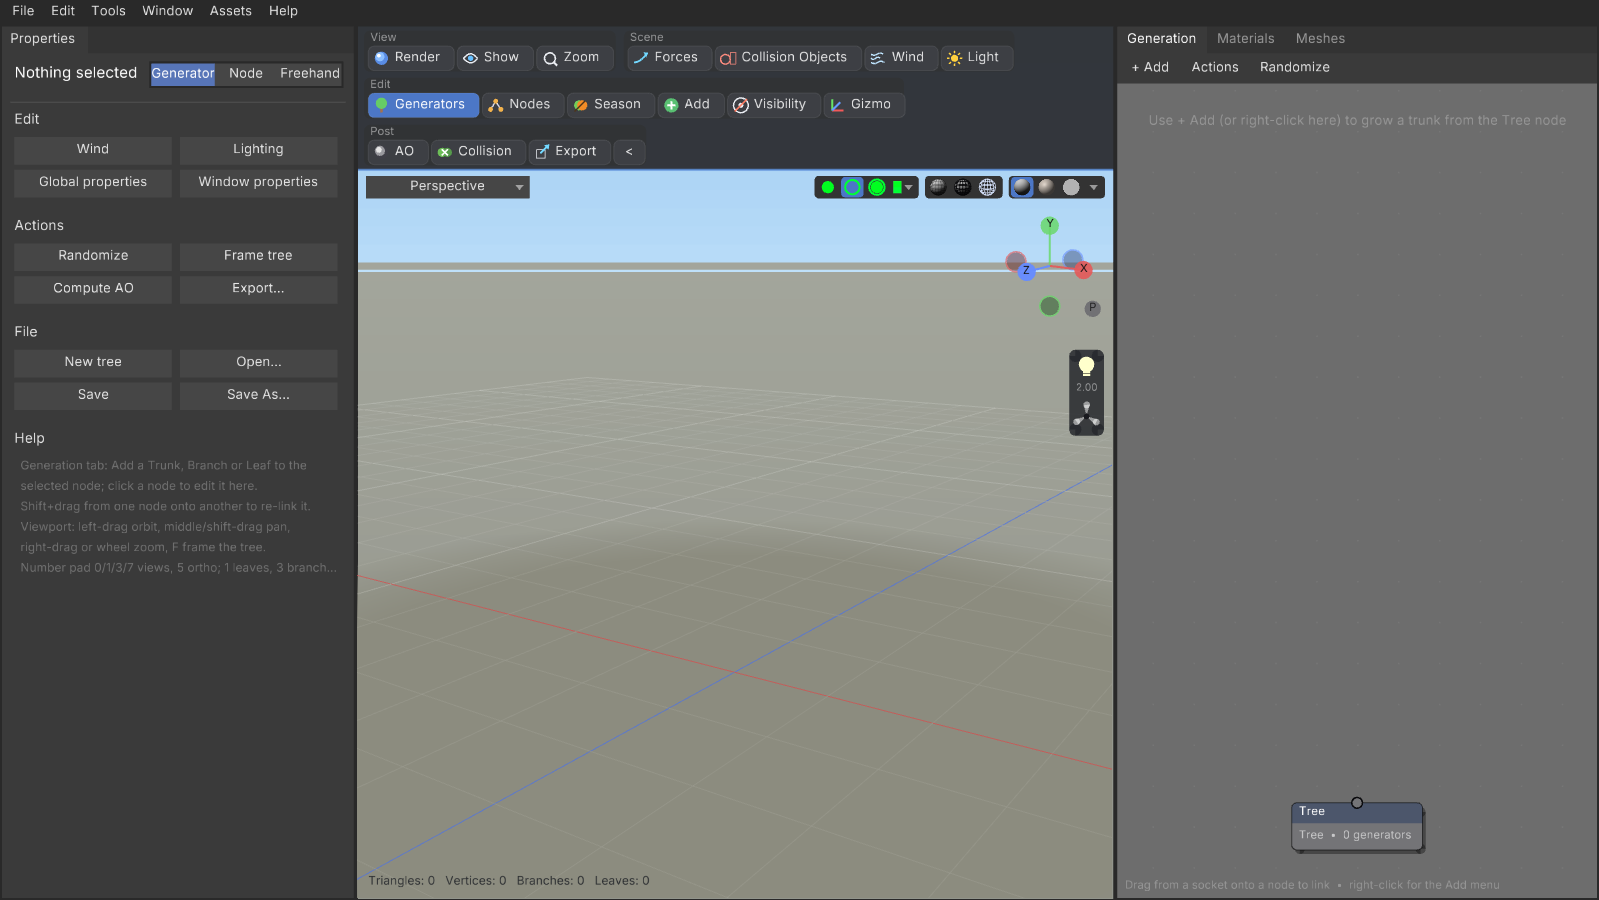 File Edit Tools Window Assets Help
Properties
Nothing selected Generator Node Freehand
Edit
Wind Lighting
Global properties Window properties
Actions
Randomize Frame tree
Compute AO Export...
File
New tree Open...
Save Save As...
Help
Generation tab: Add a Trunk, Branch or Leaf to the
selected node; click a node to edit it here.
Shift+drag from one node onto another to re-link it.
Viewport: left-drag orbit, middle/shift-drag pan,
right-drag or wheel zoom, F frame the tree.
Number pad 0/1/3/7 views, 5 ortho; 1 leaves, 3 branch...
View Scene
Render Show Zoom Forces Collision Objects Wind Light
Edit
Generators Nodes Season Add Visibility Gizmo
Post
AO Collision Export <
Perspective
Y
Z X
P
2.00
Triangles: 0 Vertices: 0 Branches: 0 Leaves: 0
Generation Materials Meshes
+ Add Actions Randomize
Use + Add (or right-click here) to grow a trunk from the Tree node
Tree
Tree • 0 generators
Drag from a socket onto a node to link • right-click for the Add menu